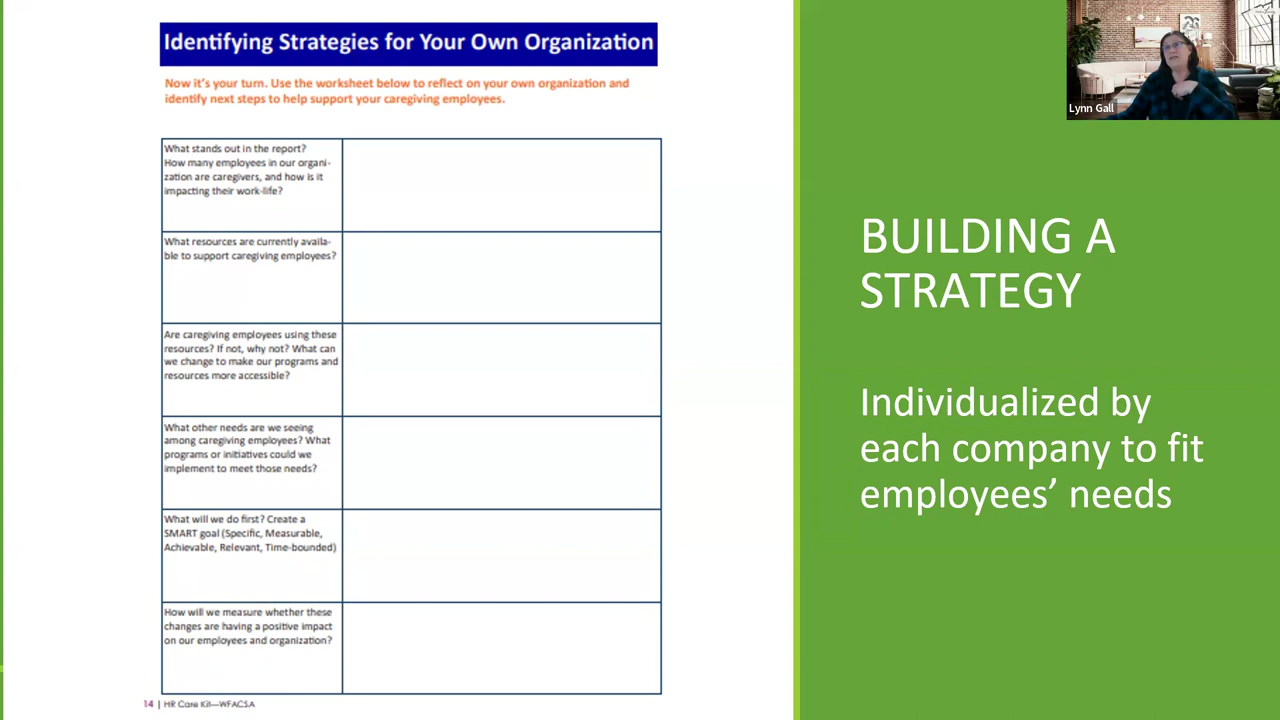 Identifying Strategies for Your Own Organization
Now it's your turn. Use the worksheet below to reflect on your own organization and
identify next steps to help support your caregiving employees.
What stands out in the report?
How many employees in our organi-
zation are caregivers, and how is it
impacting their work-life?
What resources are currently availa-
ble to support caregiving employees?
Are caregiving employees using these
resources? If not, why not? What can
we change to make our programs and
resources more accessible?
What other needs are we seeing
among caregiving employees? What
programs or initiatives could we
implement to meet those needs?
What will we do first? Create a
SMART goal (Specific, Measurable,
Achievable, Relevant, Time-bounded)
How will we measure whether these
changes are having a positive impact
on our employees and organization?
14 | HR Care Kit—WFACSA
Lynn Gall
BUILDING A
STRATEGY
Individualized by
each company to fit
employees’ needs